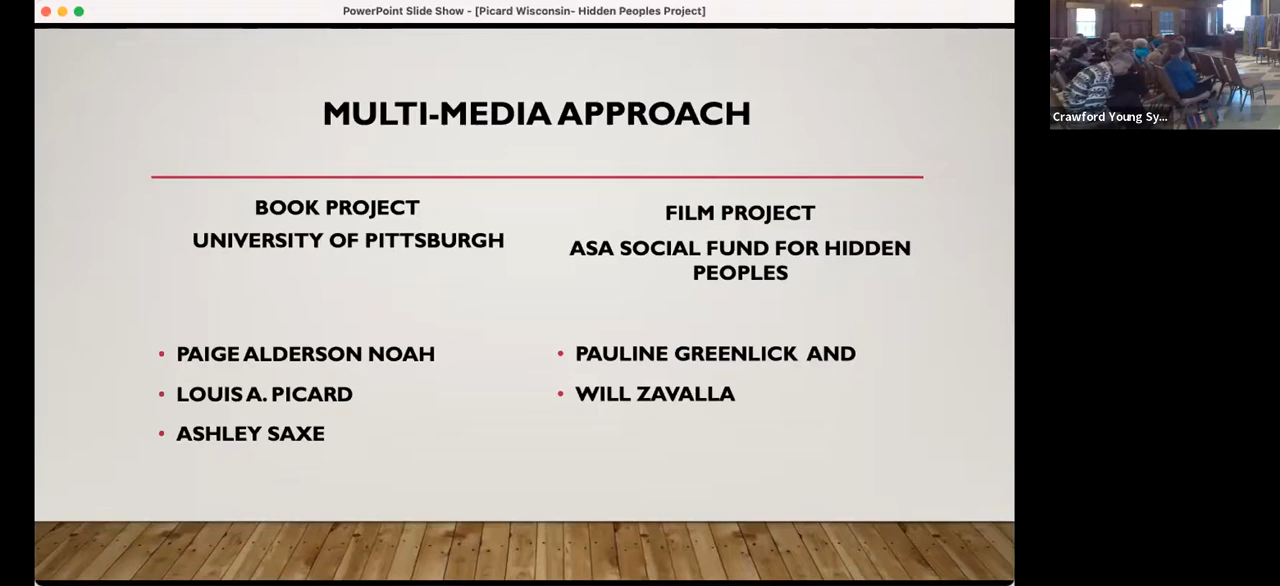 PowerPoint Slide Show - [Picard Wisconsin- Hidden Peoples Project]
MULTI-MEDIA APPROACH
BOOK PROJECT
UNIVERSITY OF PITTSBURGH
• PAIGE ALDERSON NOAH
• LOUIS A. PICARD
• ASHLEY SAXE
FILM PROJECT
ASA SOCIAL FUND FOR HIDDEN
PEOPLES
• PAULINE GREENLICK AND
• WILL ZAVALLA
Crawford Young Sy...